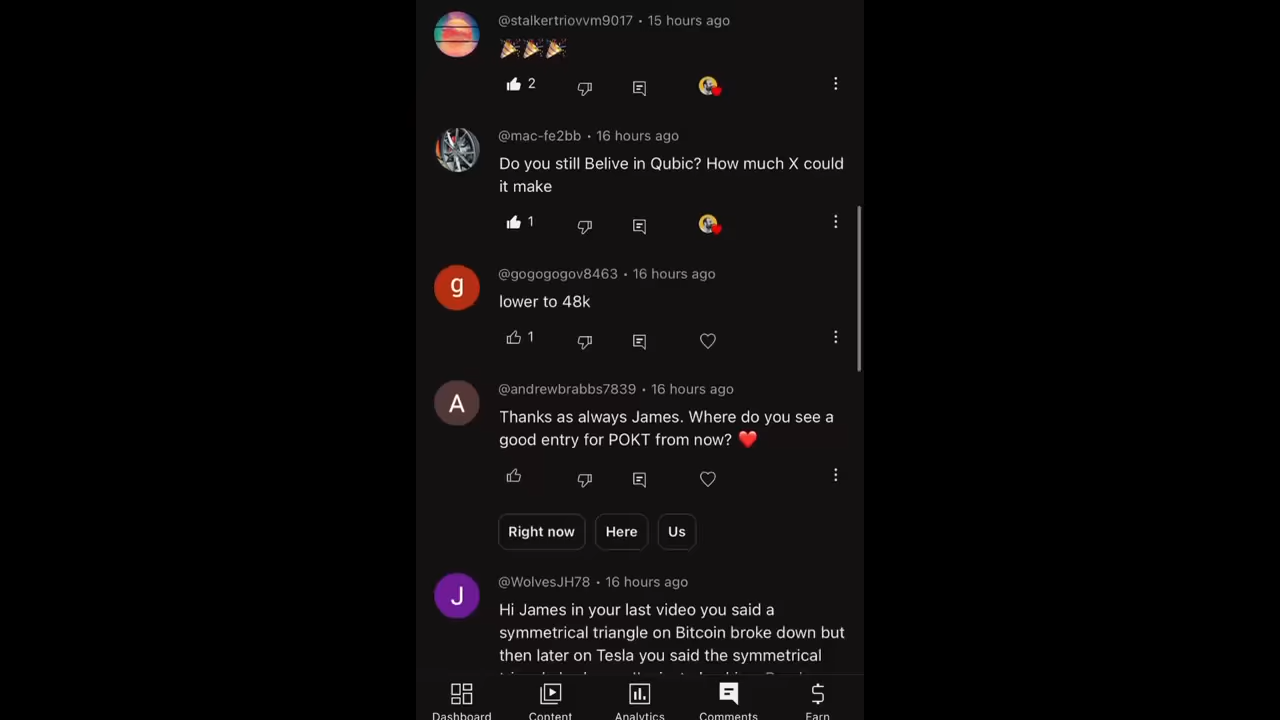 @stalkertriovvm9017 • 15 hours ago
🎉🎉🎉
2
@mac-fe2bb • 16 hours ago
Do you still Belive in Qubic? How much X could
it make
1
g
@gogogogov8463 • 16 hours ago
lower to 48k
1
A
@andrewbrabbs7839 • 16 hours ago
Thanks as always James. Where do you see a
good entry for POKT from now? ❤️
Right now Here Us
J
@WolvesJH78 • 16 hours ago
Hi James in your last video you said a
symmetrical triangle on Bitcoin broke down but
then later on Tesla you said the symmetrical
Dashboard Content Analytics Comments Earn